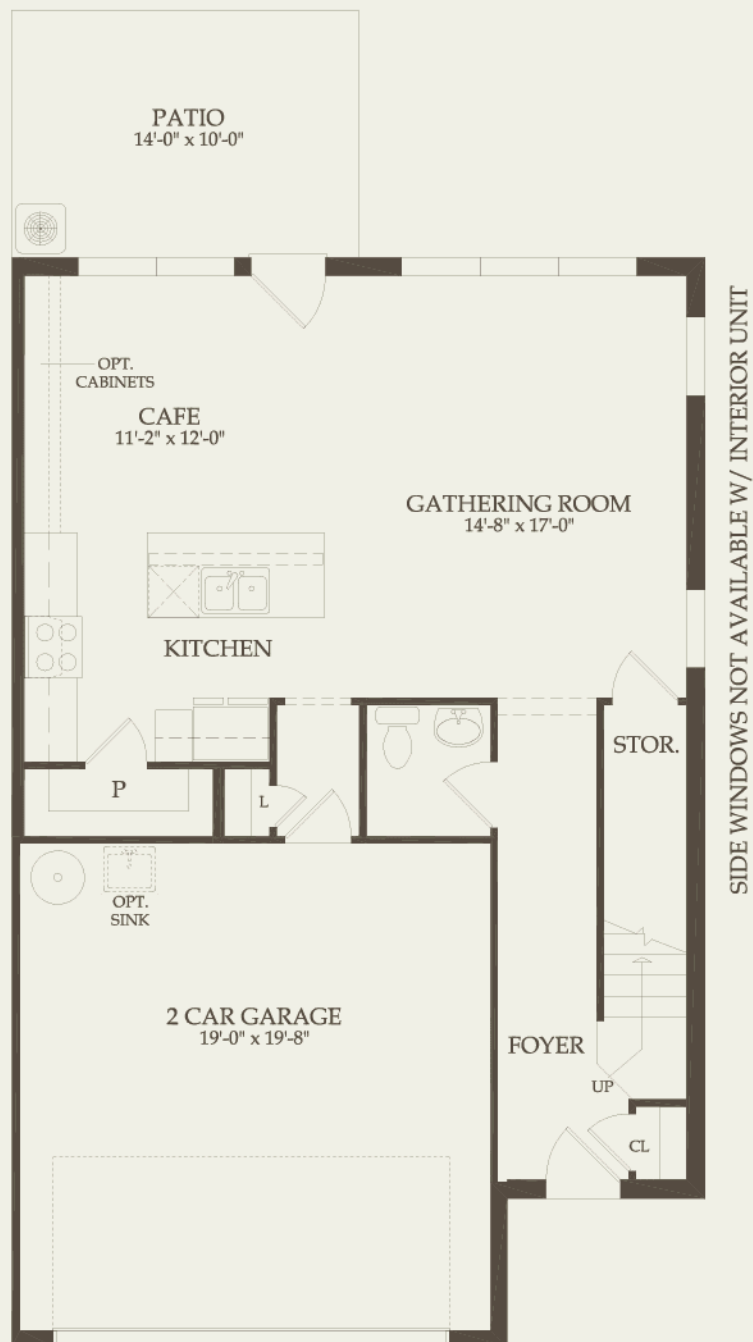 PATIO
14'-0" x 10'-0"
OPT.
CABINETS
CAFE
11'-2" x 12'-0"
GATHERING ROOM
14'-8" x 17'-0"
KITCHEN
STOR.
P
L
OPT.
SINK
2 CAR GARAGE
19'-0" x 19'-8"
FOYER
UP
CL
SIDE WINDOWS NOT AVAILABLE W/ INTERIOR UNIT